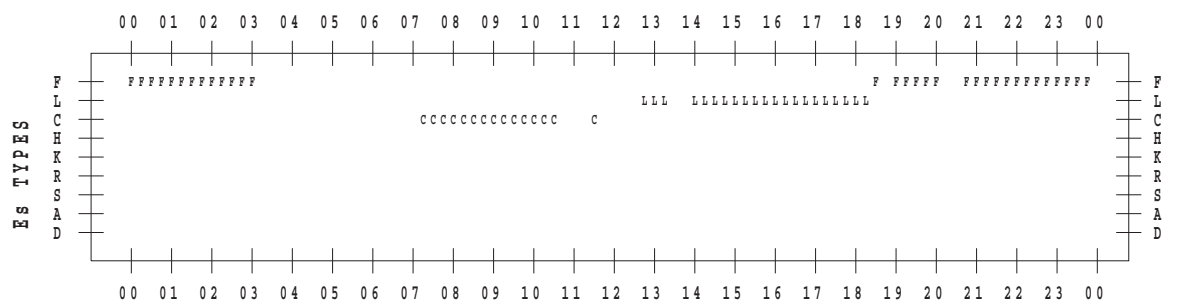 00 01 02 03 04 05 06 07 08 09 10 11 12 13 14 15 16 17 18 19 20 21 22 23 00
F FFFFFFFFFFFFF F FFFFF FFFFFFFFFFFFF F
L LLL LLLLLLLLLLLLLLLLLL L
C CCCCCCCCCCCCCC C C
H H
K K
R R
S S
A A
D D
Es TYPES
00 01 02 03 04 05 06 07 08 09 10 11 12 13 14 15 16 17 18 19 20 21 22 23 00